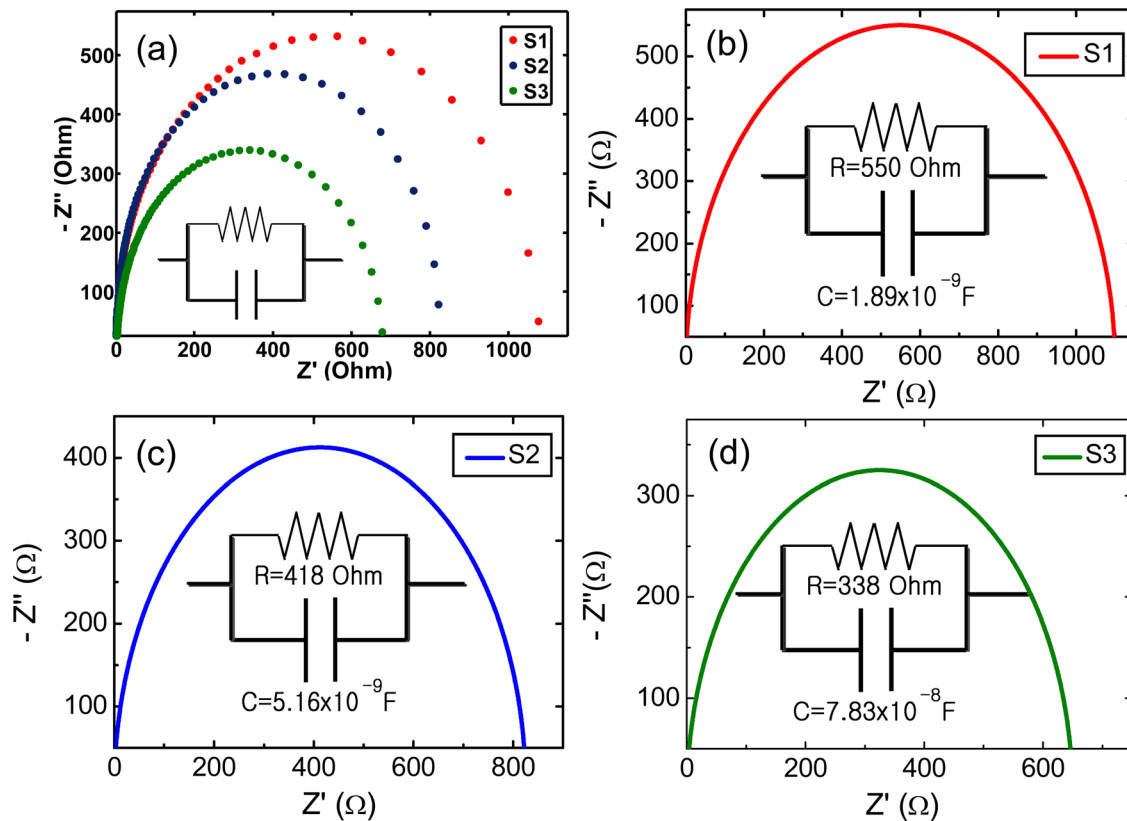 (a)
S1
S2
S3
500
400
300
200
100
- Z'' (Ohm)
0
200
400
600
800
1000
Z' (Ohm)
(b)
S1
500
400
300
200
100
- Z'' (Ω)
R=550 Ohm
C=1.89x10⁻⁹F
0
200
400
600
800
1000
Z' (Ω)
(c)
S2
400
300
200
100
- Z'' (Ω)
R=418 Ohm
C=5.16x10⁻⁹F
0
200
400
600
800
Z' (Ω)
(d)
S3
300
200
100
- Z''(Ω)
R=338 Ohm
C=7.83x10⁻⁸F
0
200
400
600
Z' (Ω)